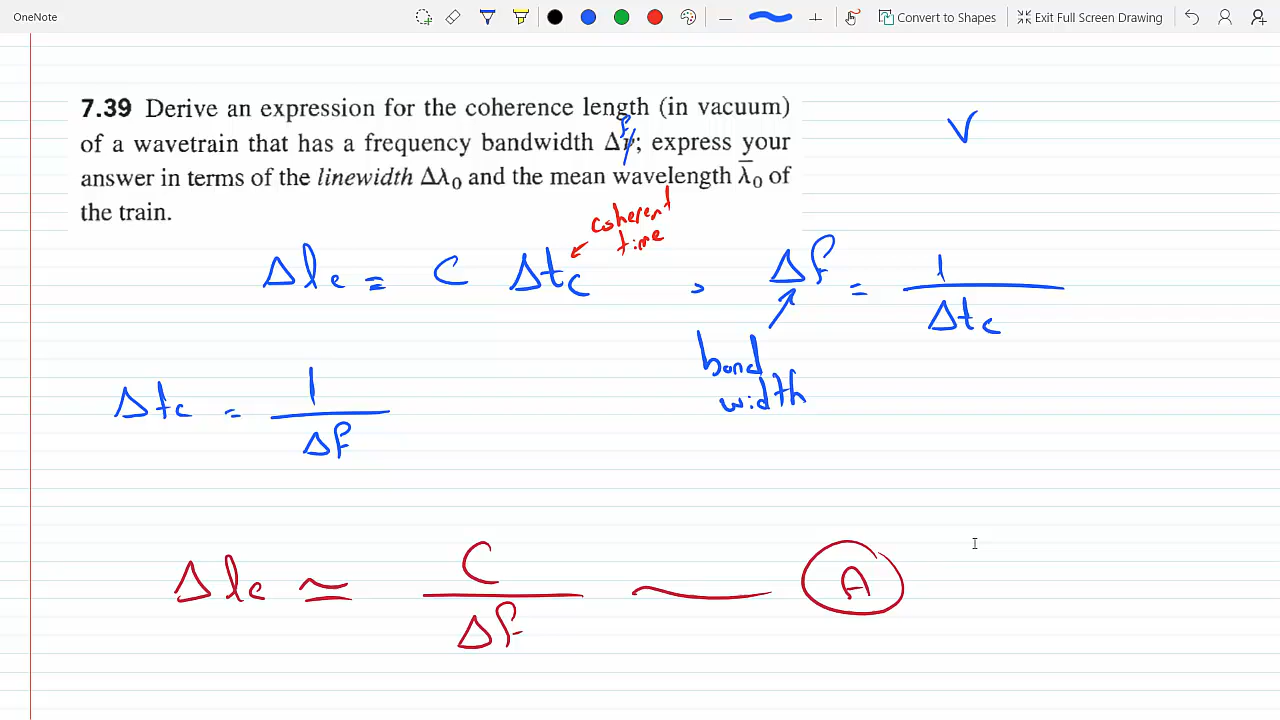 OneNote
Convert to Shapes
Exit Full Screen Drawing
7.39 Derive an expression for the coherence length (in vacuum)
of a wavetrain that has a frequency bandwidth Δν; express your
answer in terms of the linewidth Δλ₀ and the mean wavelength λ̄₀ of
the train.
f
V
coherent
time
Δlc = C Δtc , Δf = 1/Δtc
band
width
Δtc = 1/Δf
Δlc ≃ C/Δf — A